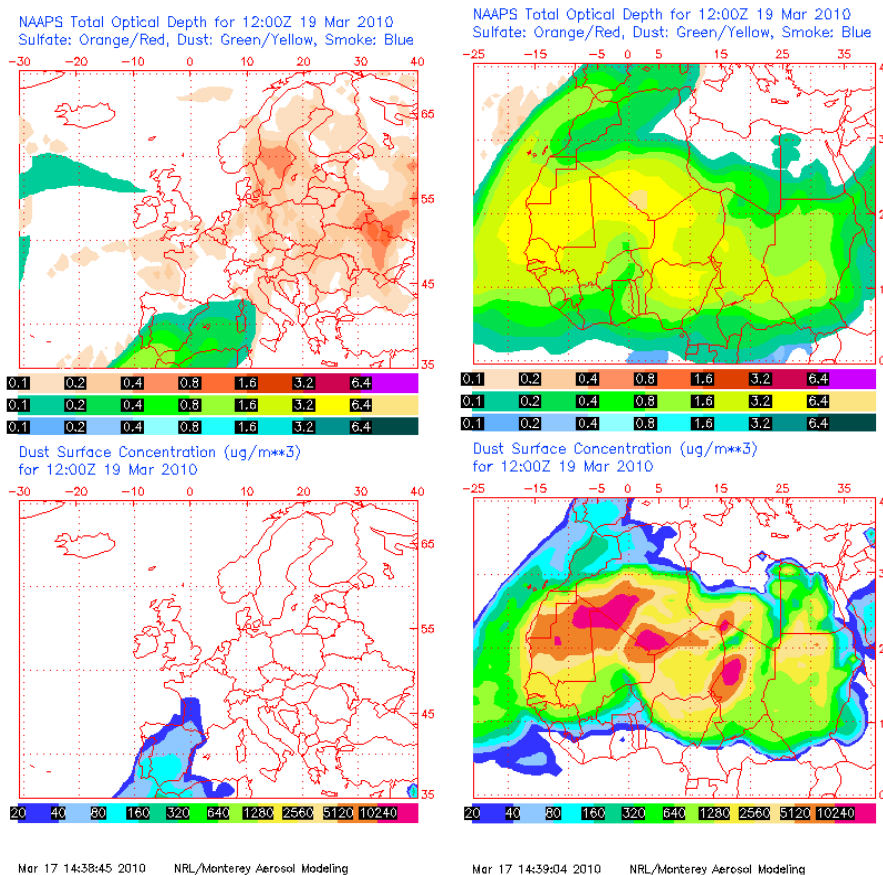 NAAPS Total Optical Depth for 12:00Z 19 Mar 2010
Sulfate: Orange/Red, Dust: Green/Yellow, Smoke: Blue
-30 -20 -10 0 10 20 30 40
65
55
45
35
0.1 0.2 0.4 0.8 1.6 3.2 6.4
0.1 0.2 0.4 0.8 1.6 3.2 6.4
0.1 0.2 0.4 0.8 1.6 3.2 6.4
NAAPS Total Optical Depth for 12:00Z 19 Mar 2010
Sulfate: Orange/Red, Dust: Green/Yellow, Smoke: Blue
-25 -15 -5 0 5 15 25 35
4
3
2
1
0
0.1 0.2 0.4 0.8 1.6 3.2 6.4
0.1 0.2 0.4 0.8 1.6 3.2 6.4
0.1 0.2 0.4 0.8 1.6 3.2 6.4
Dust Surface Concentration (ug/m**3)
for 12:00Z 19 Mar 2010
-30 -20 -10 0 10 20 30 40
65
55
45
35
20 40 80 160 320 640 1280 2560 5120 10240
Mar 17 14:38:45 2010 NRL/Monterey Aerosol Modeling
Dust Surface Concentration (ug/m**3)
for 12:00Z 19 Mar 2010
-25 -15 -5 0 5 15 25 35
4
3
2
1
0
20 40 80 160 320 640 1280 2560 5120 10240
Mar 17 14:39:04 2010 NRL/Monterey Aerosol Modeling